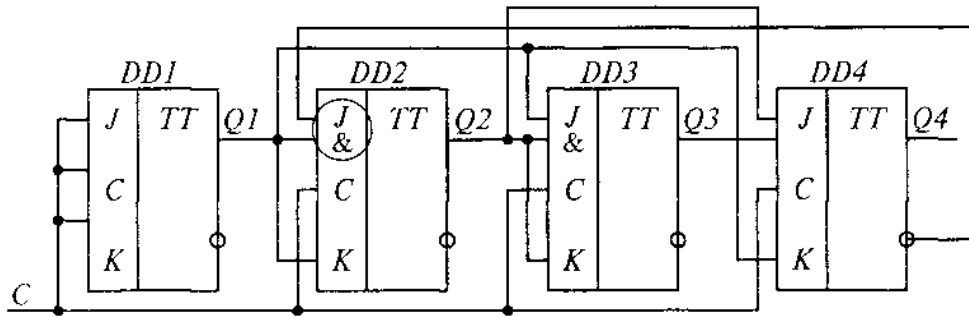 DD1 DD2 DD3 DD4
J TT Q1 J TT Q2 J TT Q3 J TT Q4
& &
C C C C
K K K K
C